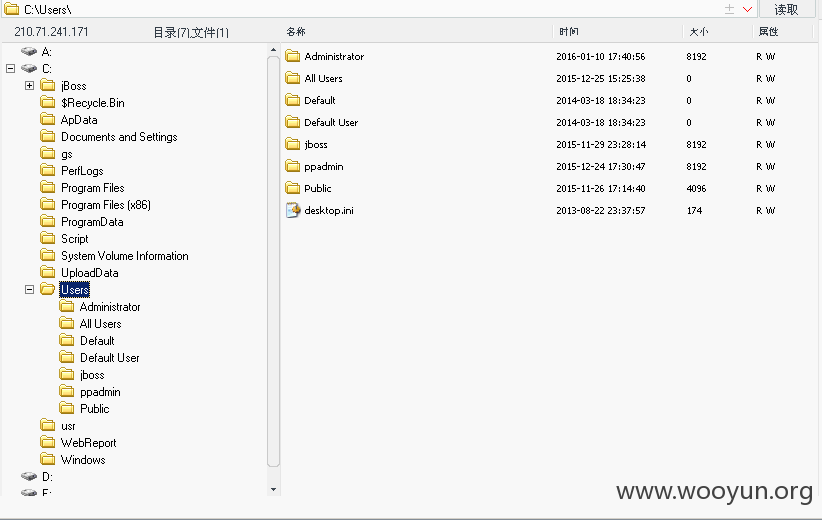 C:\Users\
读取
210.71.241.171
目录(7),文件(1)
名称 时间 大小 属性
A:
C:
jBoss
$Recycle.Bin
ApData
Documents and Settings
gs
PerfLogs
Program Files
Program Files (x86)
ProgramData
Script
System Volume Information
UploadData
Users
Administrator
All Users
Default
Default User
jboss
ppadmin
Public
usr
WebReport
Windows
D:
Administrator 2016-01-10 17:40:56 8192 R W
All Users 2015-12-25 15:25:38 0 R W
Default 2014-03-18 18:34:23 0 R W
Default User 2014-03-18 18:34:23 0 R W
jboss 2015-11-29 23:28:14 8192 R W
ppadmin 2015-12-24 17:30:47 8192 R W
Public 2015-11-26 17:14:40 4096 R W
desktop.ini 2013-08-22 23:37:57 174 R W
www.wooyun.org